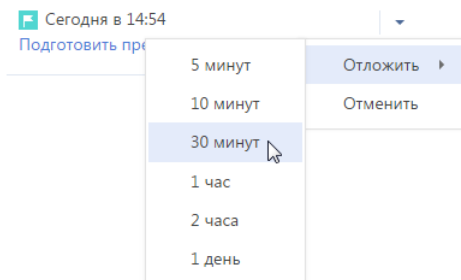 Сегодня в 14:54
Подготовить пре
5 минут
Отложить
10 минут
Отменить
30 минут
1 час
2 часа
1 день